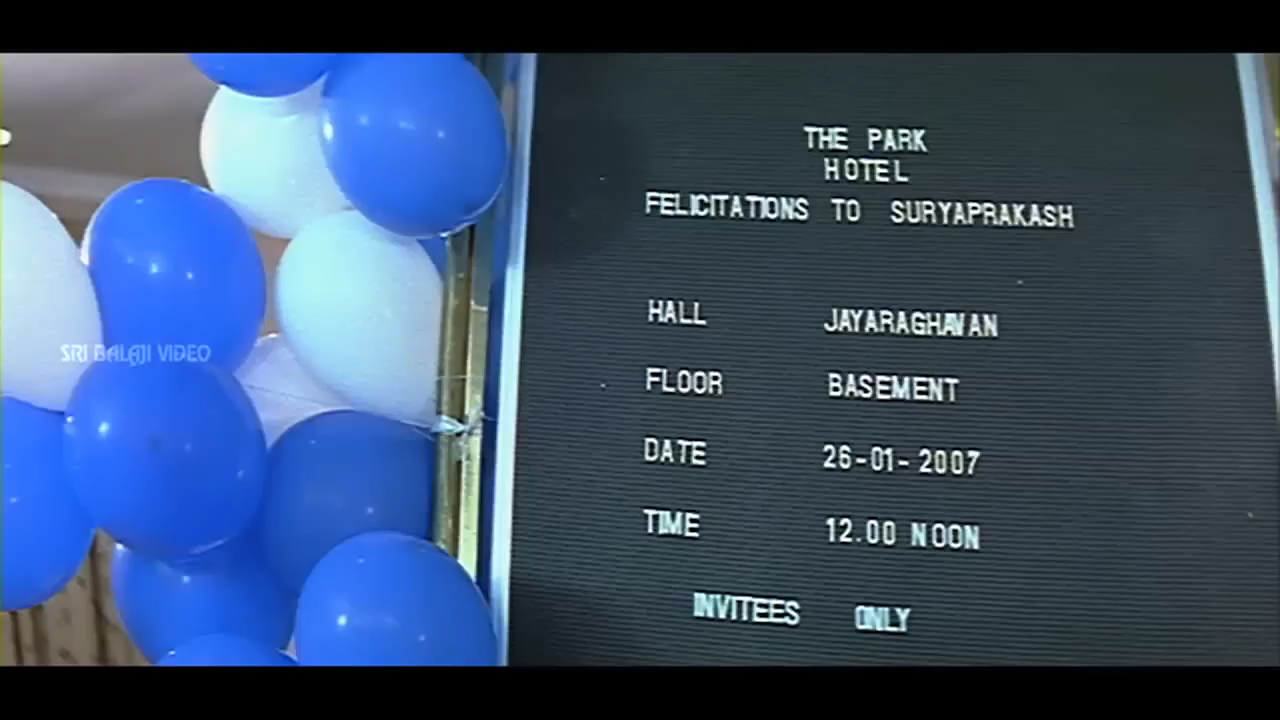 THE PARK
HOTEL
FELICITATIONS TO SURYAPRAKASH
HALL JAYARAGHAVAN
FLOOR BASEMENT
DATE 26-01-2007
TIME 12.00 NOON
INVITEES ONLY
SRI BALAJI VIDEO